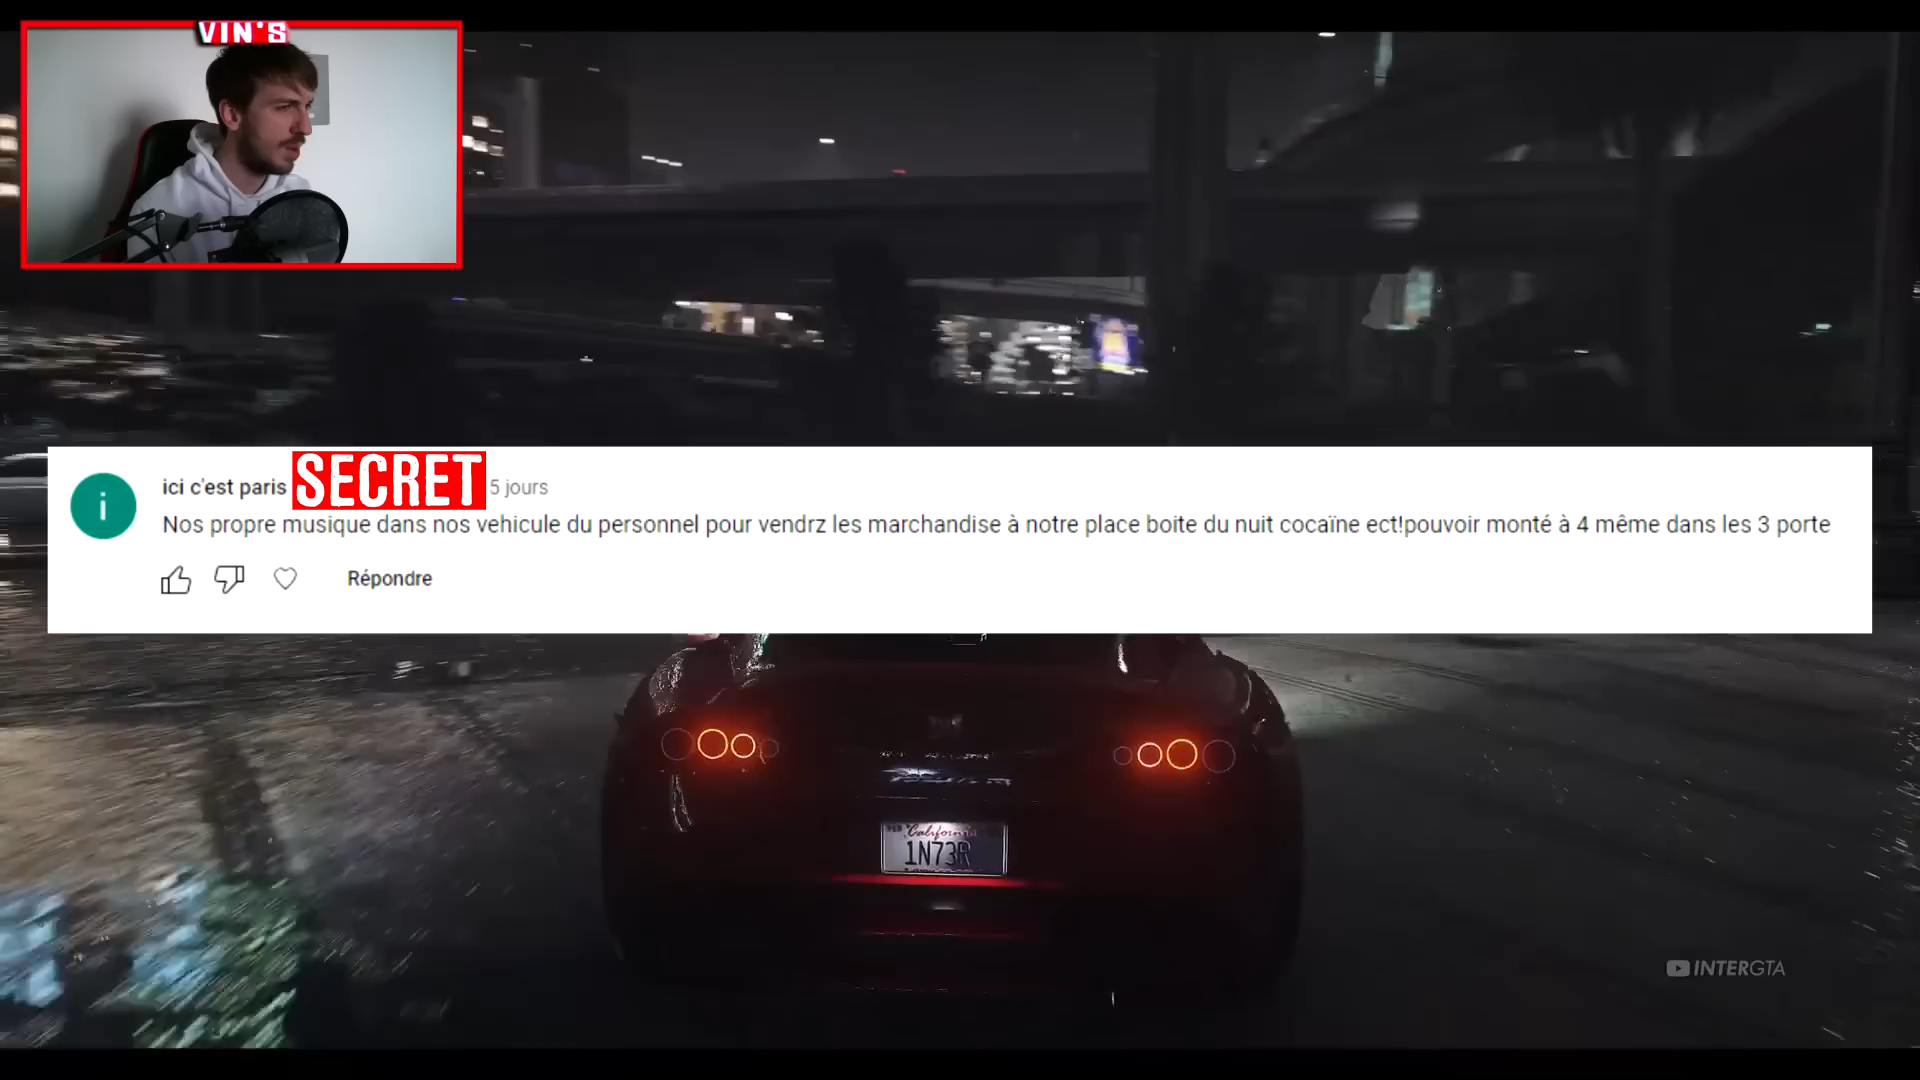 VIN'S
ici c'est paris SECRET 5 jours
Nos propre musique dans nos vehicule du personnel pour vendrz les marchandise à notre place boite du nuit cocaïne ect!pouvoir monté à 4 même dans les 3 porte
Répondre
California
1N73R
INTERGTA